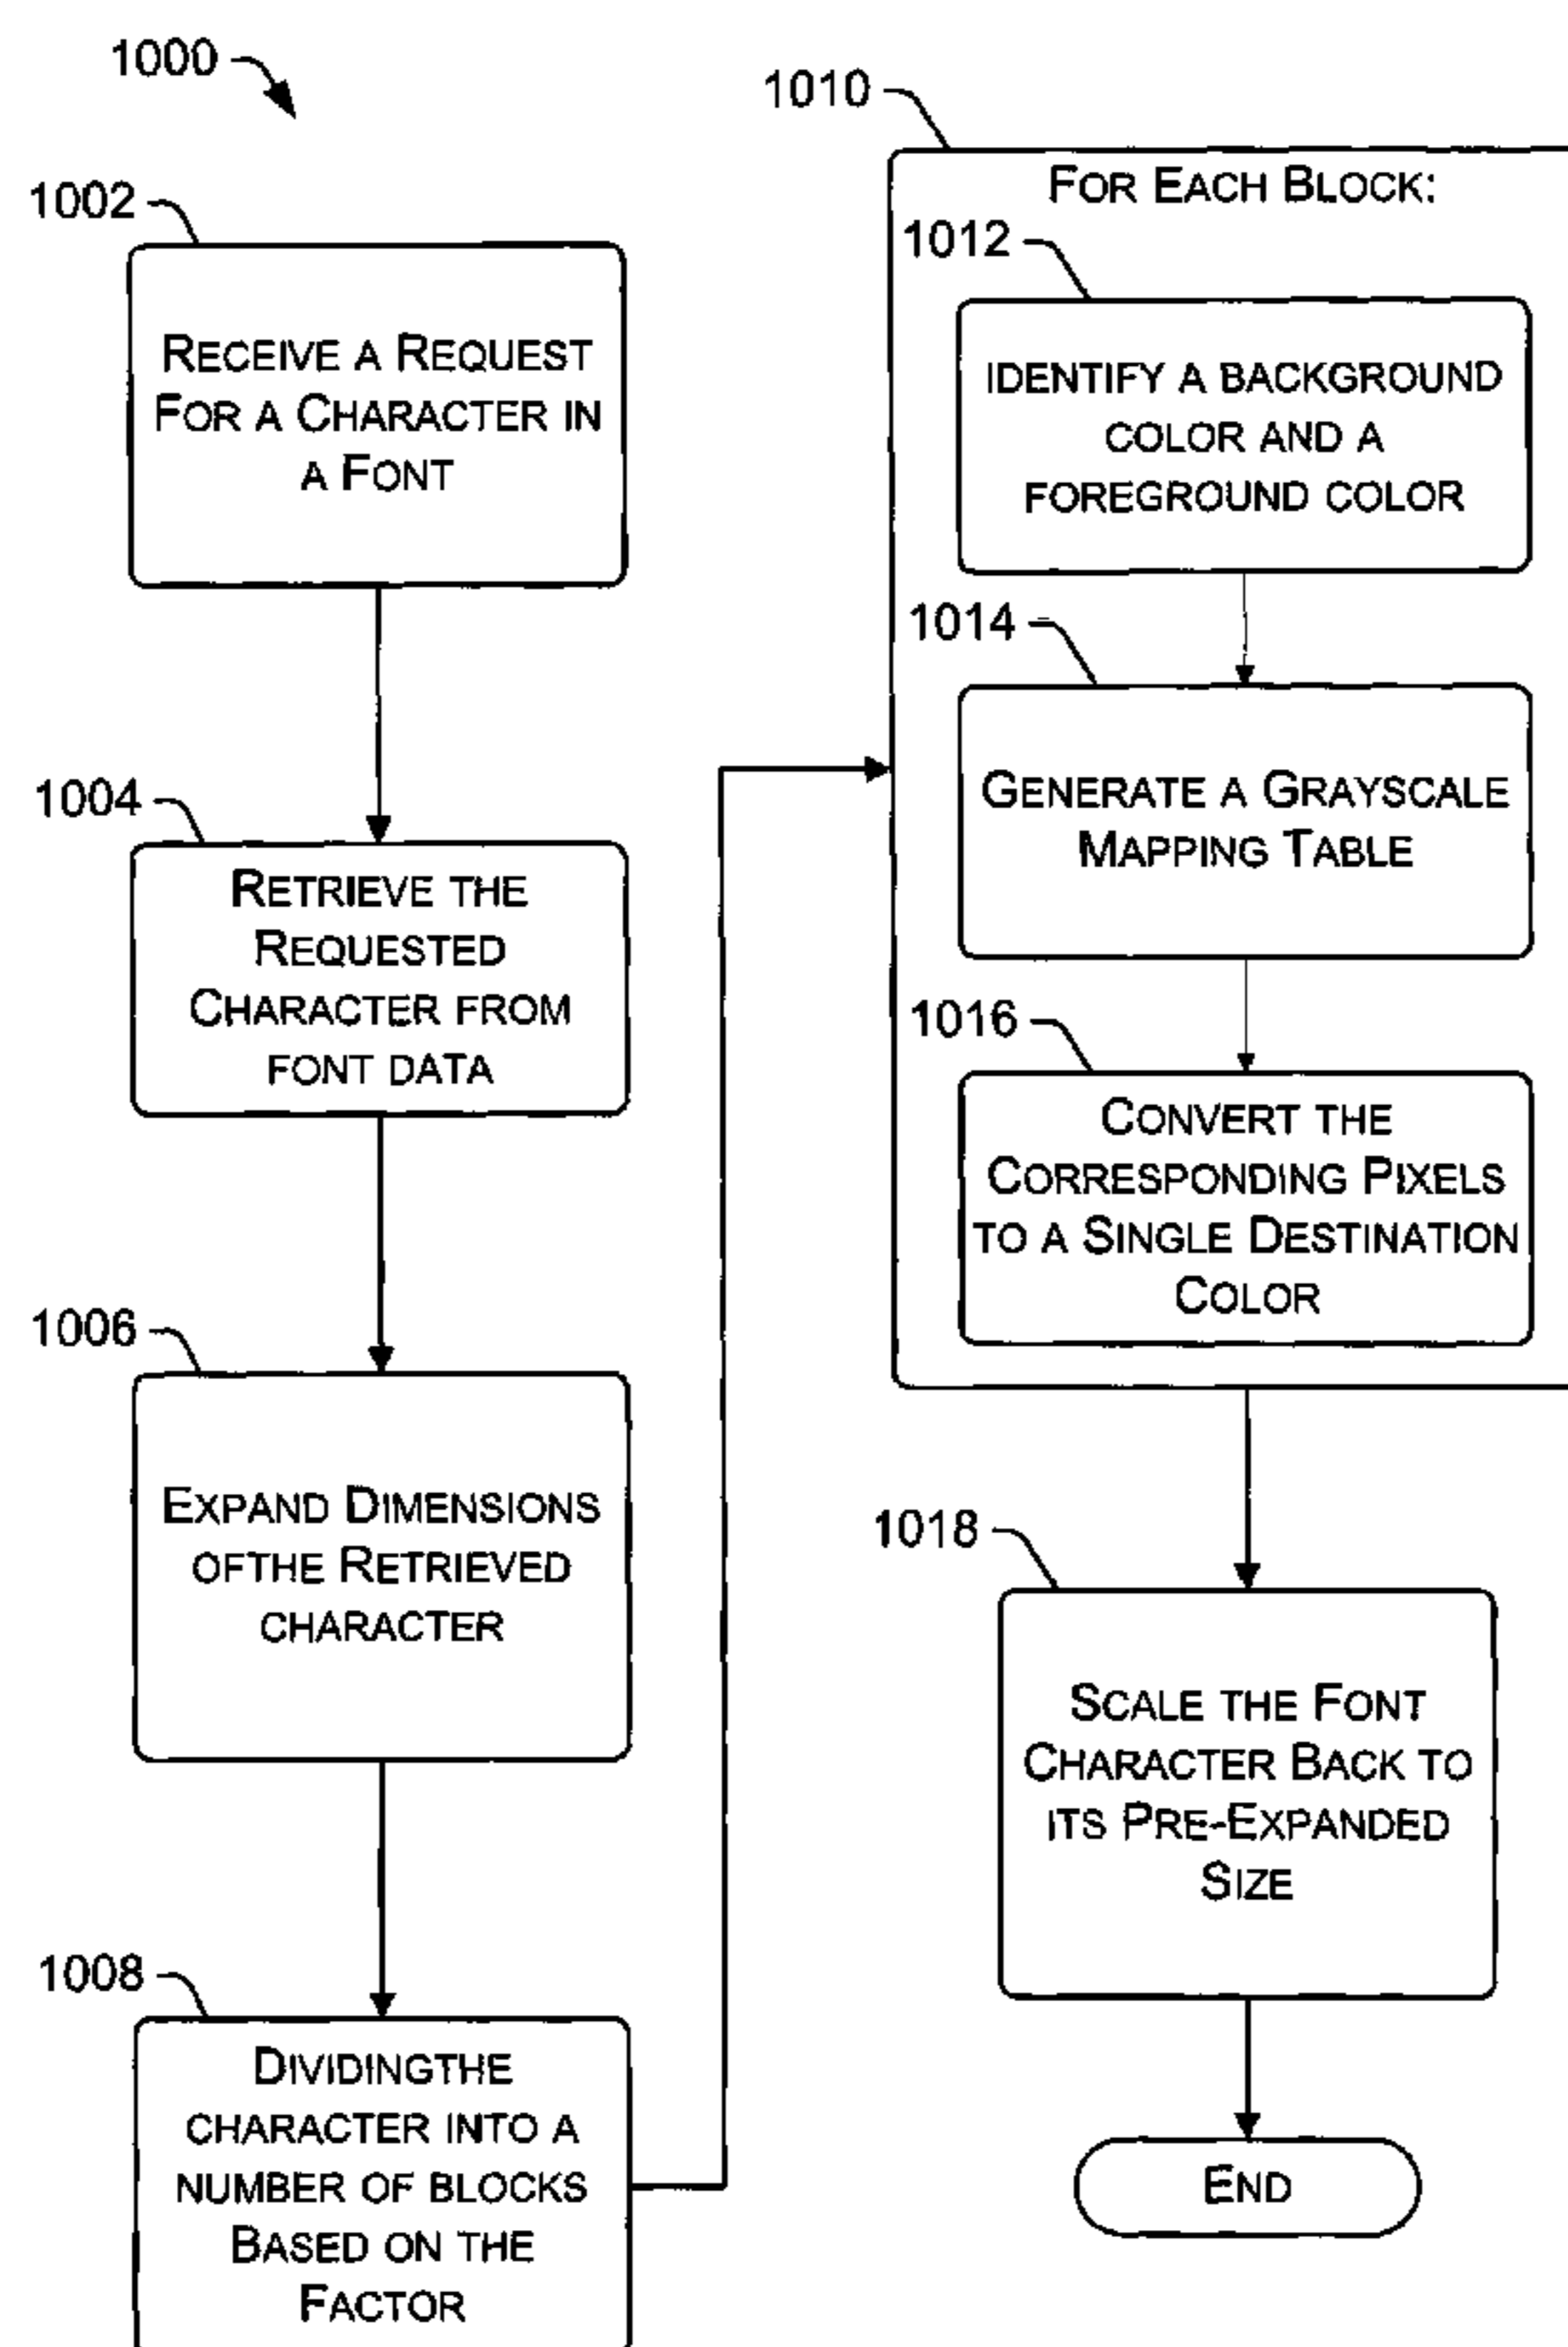 1000
1002
RECEIVE A REQUEST
FOR A CHARACTER IN
A FONT
1004
RETRIEVE THE
REQUESTED
CHARACTER FROM
FONT DATA
1006
EXPAND DIMENSIONS
OFTHE RETRIEVED
CHARACTER
1008
DIVIDINGTHE
CHARACTER INTO A
NUMBER OF BLOCKS
BASED ON THE
FACTOR
1010
FOR EACH BLOCK:
1012
IDENTIFY A BACKGROUND
COLOR AND A
FOREGROUND COLOR
1014
GENERATE A GRAYSCALE
MAPPING TABLE
1016
CONVERT THE
CORRESPONDING PIXELS
TO A SINGLE DESTINATION
COLOR
1018
SCALE THE FONT
CHARACTER BACK TO
ITS PRE-EXPANDED
SIZE
END